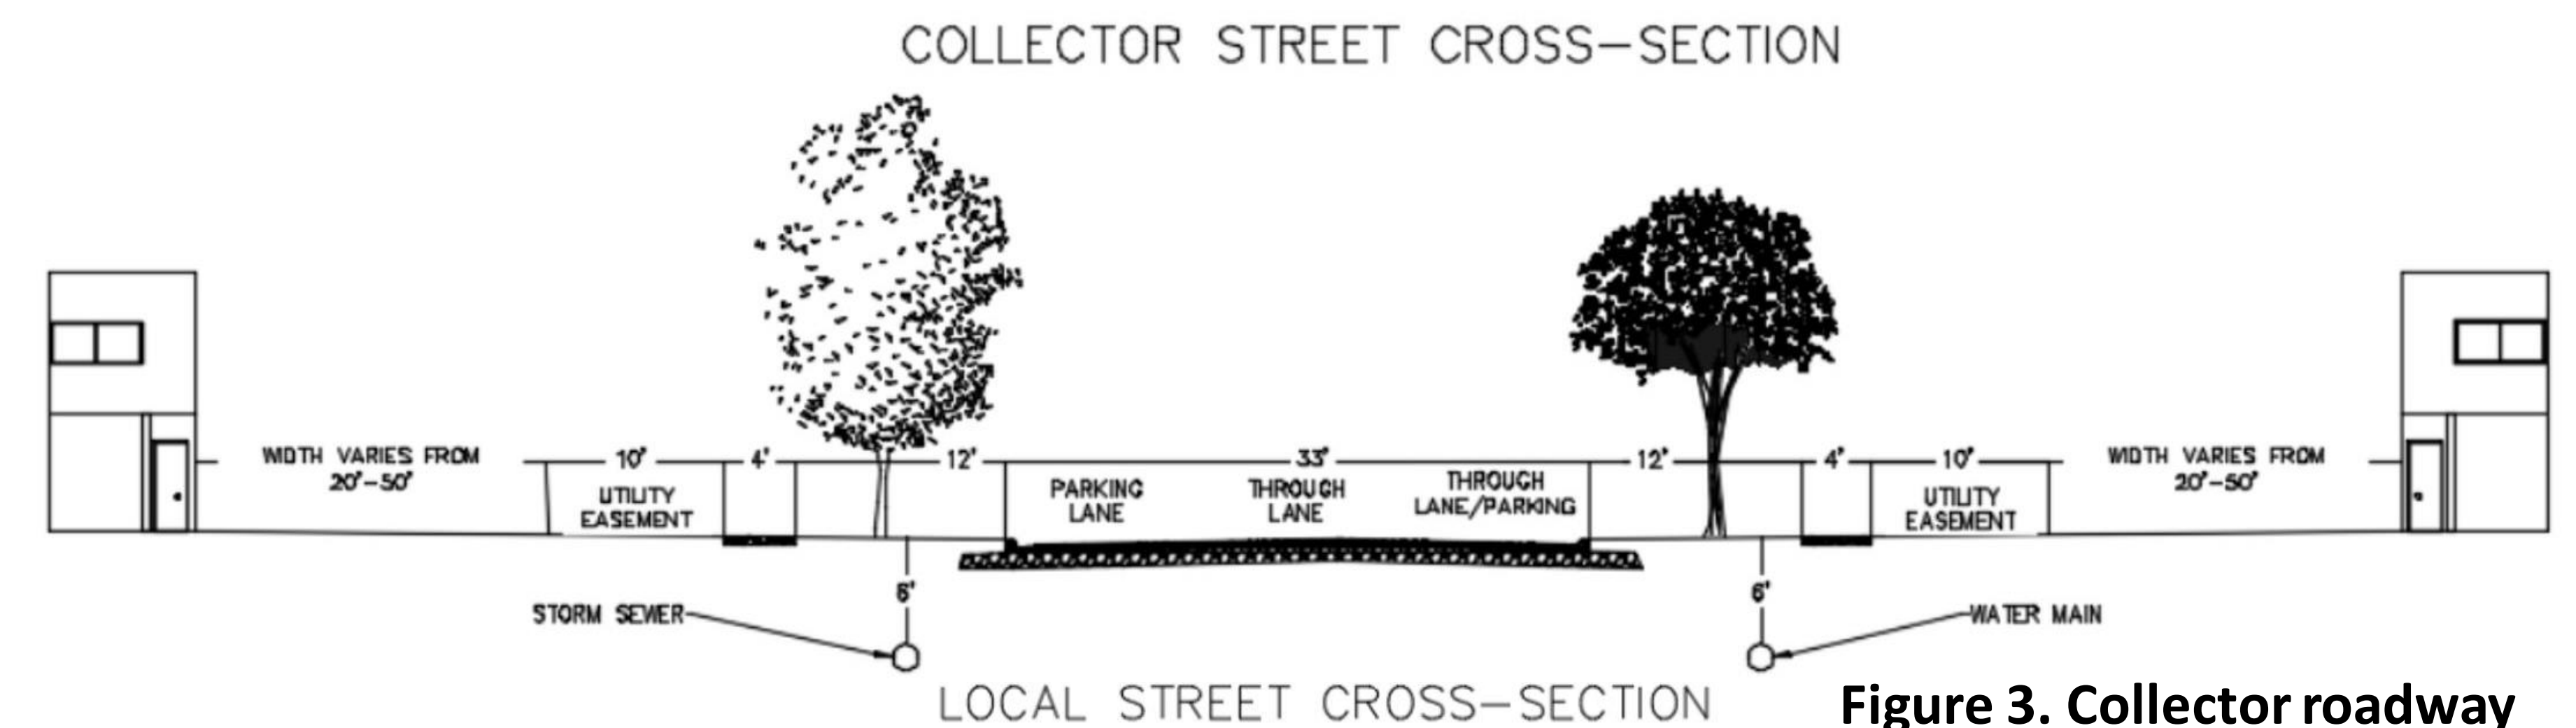 COLLECTOR STREET CROSS-SECTION
WIDTH VARIES FROM
20'-50'
10'
UTILITY
EASEMENT
4'
12'
33'
PARKING
LANE
THROUGH
LANE
THROUGH
LANE/PARKING
12'
4'
10'
UTILITY
EASEMENT
WIDTH VARIES FROM
20'-50'
6'
6'
STORM SEWER
WATER MAIN
LOCAL STREET CROSS-SECTION
Figure 3. Collector roadway